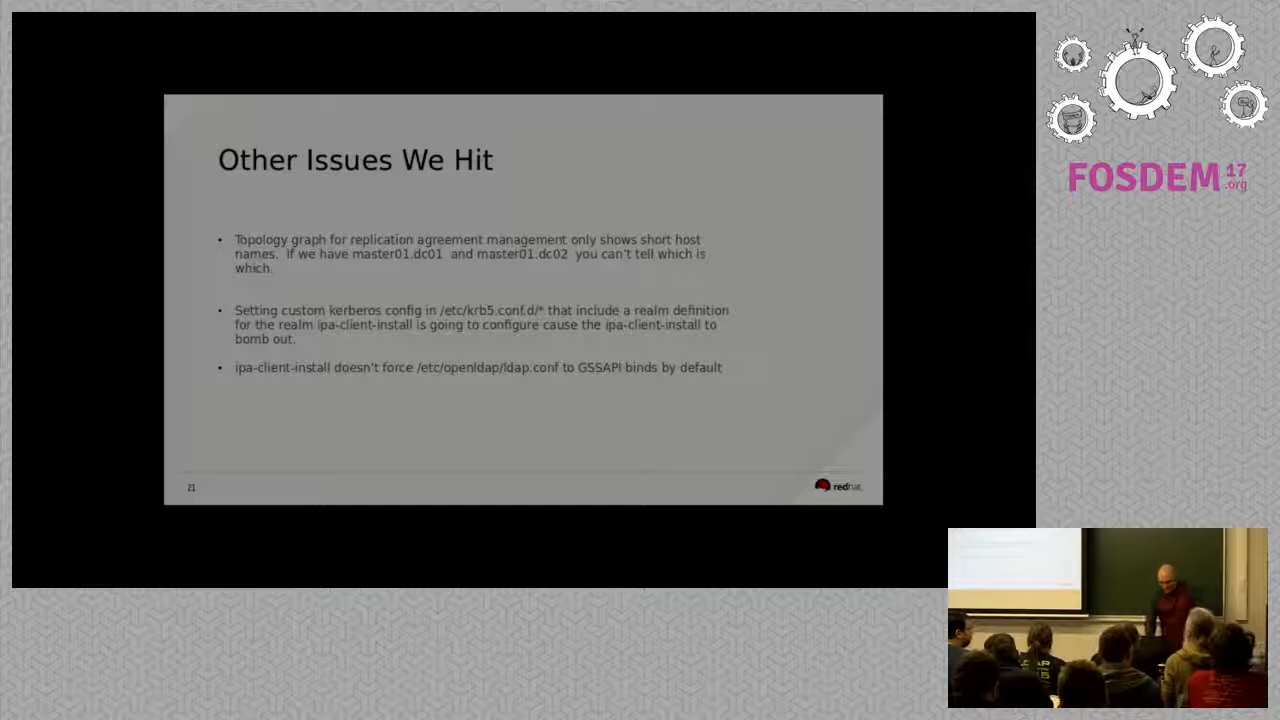 Other Issues We Hit
• Topology graph for replication agreement management only shows short host
names. If we have master01.dc01 and master01.dc02 you can't tell which is
which.
• Setting custom kerberos config in /etc/krb5.conf.d/* that include a realm definition
for the realm ipa-client-install is going to configure cause the ipa-client-install to
bomb out.
• ipa-client-install doesn't force /etc/openldap/ldap.conf to GSSAPI binds by default
21
redhat.
FOSDEM 17
.org